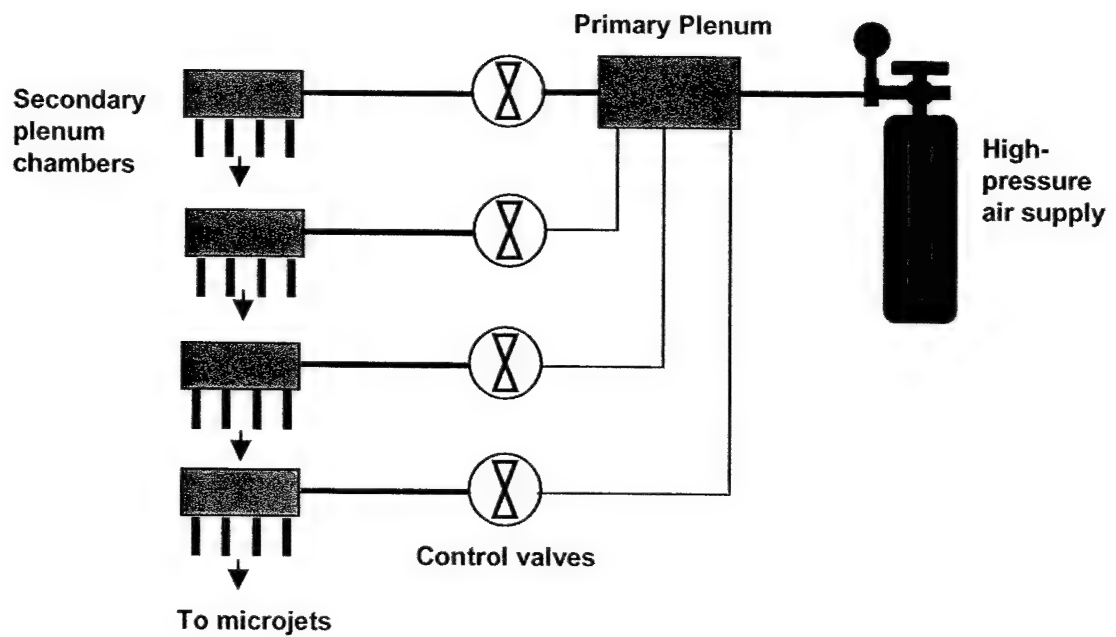 Primary Plenum
Secondary
plenum
chambers
High-
pressure
air supply
Control valves
To microjets